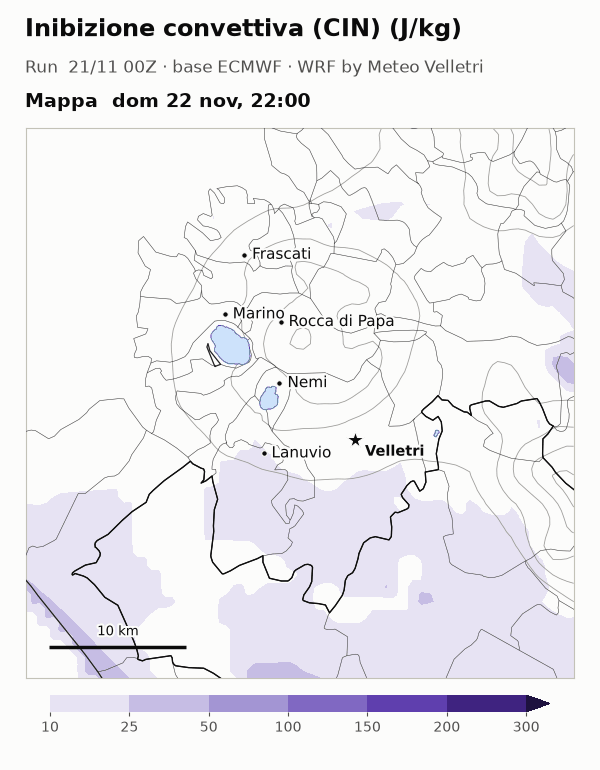 Inibizione convettiva (CIN) (J/kg)
Run 21/11 00Z · base ECMWF · WRF by Meteo Velletri
Mappa dom 22 nov, 22:00
Frascati
Marino
Rocca di Papa
Nemi
Velletri
Lanuvio
10 km
10 25 50 100 150 200 300